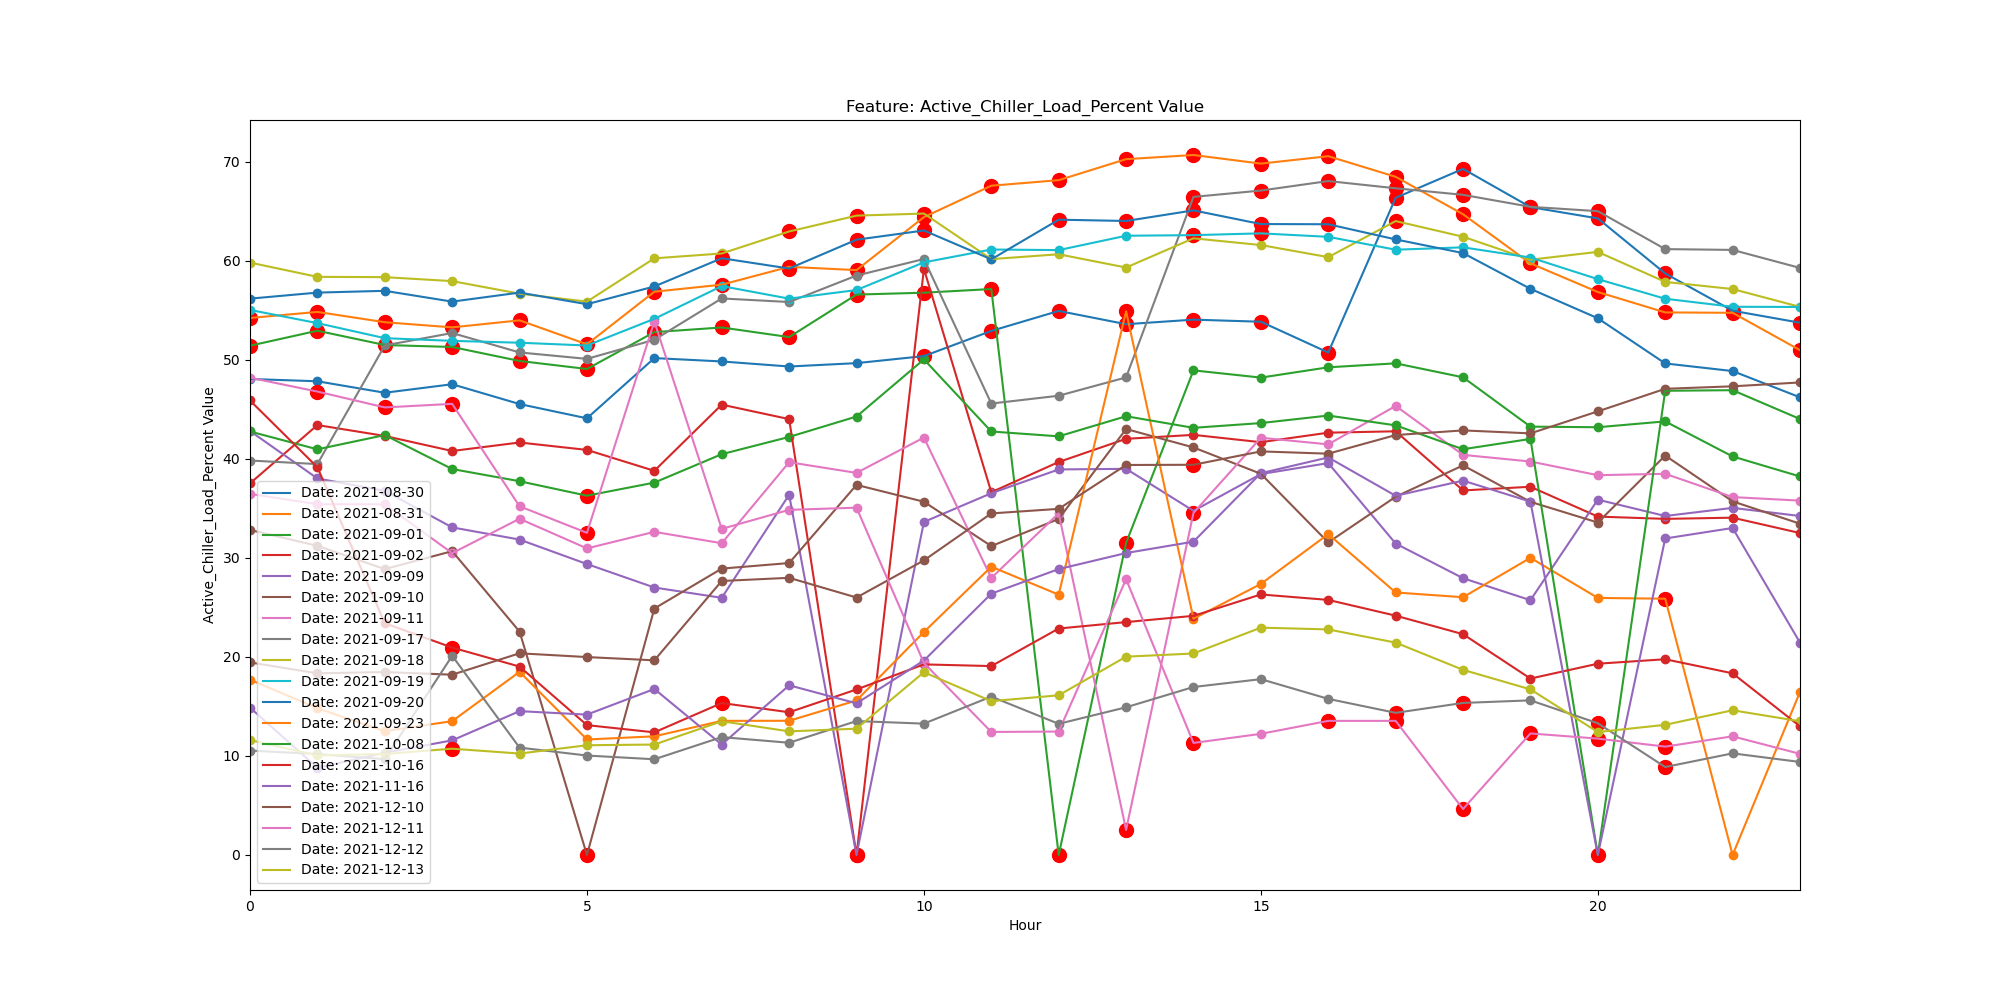 Feature: Active_Chiller_Load_Percent Value
Active_Chiller_Load_Percent Value
70
60
50
40
30
20
10
0
Date: 2021-08-30
Date: 2021-08-31
Date: 2021-09-01
Date: 2021-09-02
Date: 2021-09-09
Date: 2021-09-10
Date: 2021-09-11
Date: 2021-09-17
Date: 2021-09-18
Date: 2021-09-19
Date: 2021-09-20
Date: 2021-09-23
Date: 2021-10-08
Date: 2021-10-16
Date: 2021-11-16
Date: 2021-12-10
Date: 2021-12-11
Date: 2021-12-12
Date: 2021-12-13
0 5 10 15 20
Hour